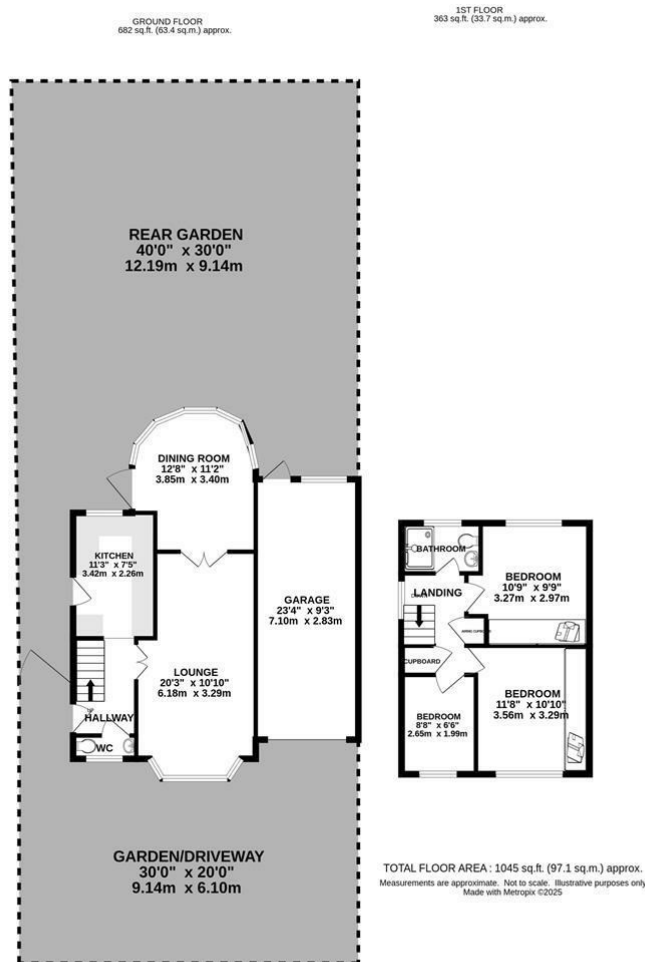 GROUND FLOOR
682 sq.ft. (63.4 sq.m.) approx.
1ST FLOOR
363 sq.ft. (33.7 sq.m.) approx.
REAR GARDEN
40'0" x 30'0"
12.19m x 9.14m
DINING ROOM
12'8" x 11'2"
3.85m x 3.40m
KITCHEN
11'3" x 7'5"
3.42m x 2.26m
GARAGE
23'4" x 9'3"
7.10m x 2.83m
LOUNGE
20'3" x 10'10"
6.18m x 3.29m
HALLWAY
WC
GARDEN/DRIVEWAY
30'0" x 20'0"
9.14m x 6.10m
BATHROOM
BEDROOM
10'9" x 9'9"
3.27m x 2.97m
LANDING
CUPBOARD
BEDROOM
11'8" x 10'10"
3.56m x 3.29m
BEDROOM
8'8" x 6'6"
2.65m x 1.99m
TOTAL FLOOR AREA : 1045 sq.ft. (97.1 sq.m.) approx.
Measurements are approximate. Not to scale. Illustrative purposes only
Made with Metropix ©2025